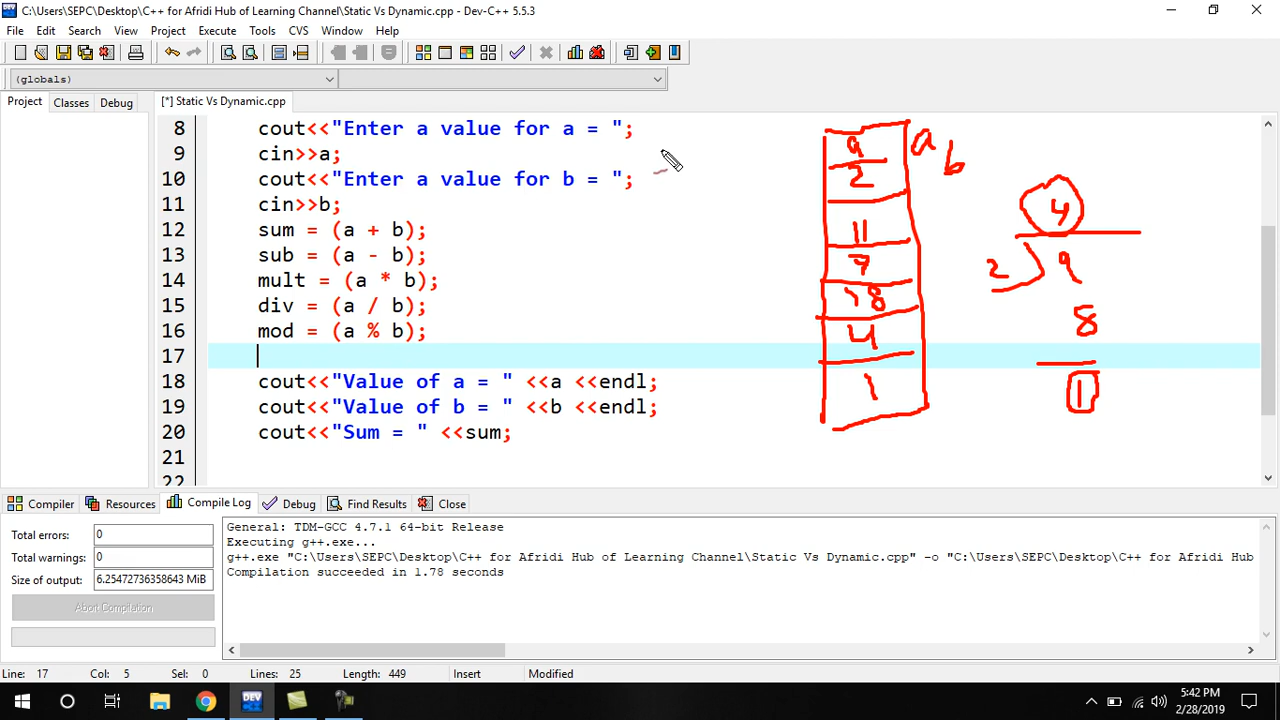 C:\Users\SEPC\Desktop\C++ for Afridi Hub of Learning Channel\Static Vs Dynamic.cpp - Dev-C++ 5.5.3
File Edit Search View Project Execute Tools CVS Window Help
(globals)
Project Classes Debug
[*] Static Vs Dynamic.cpp
8 cout<<"Enter a value for a = ";
9 cin>>a;
10 cout<<"Enter a value for b = ";
11 cin>>b;
12 sum = (a + b);
13 sub = (a - b);
14 mult = (a * b);
15 div = (a / b);
16 mod = (a % b);
17
18 cout<<"Value of a = " <<a <<endl;
19 cout<<"Value of b = " <<b <<endl;
20 cout<<"Sum = " <<sum;
21
22
9
2
11
7
18
4
1
a
b
4
2 9
8
1
Compiler Resources Compile Log Debug Find Results Close
Total errors: 0
Total warnings: 0
Size of output: 6.25472736358643 MiB
Abort Compilation
General: TDM-GCC 4.7.1 64-bit Release
Executing g++.exe...
g++.exe "C:\Users\SEPC\Desktop\C++ for Afridi Hub of Learning Channel\Static Vs Dynamic.cpp" -o "C:\Users\SEPC\Desktop\C++ for Afridi Hub
Compilation succeeded in 1.78 seconds
Line: 17 Col: 5 Sel: 0 Lines: 25 Length: 449 Insert Modified
DEV
5:42 PM
2/28/2019